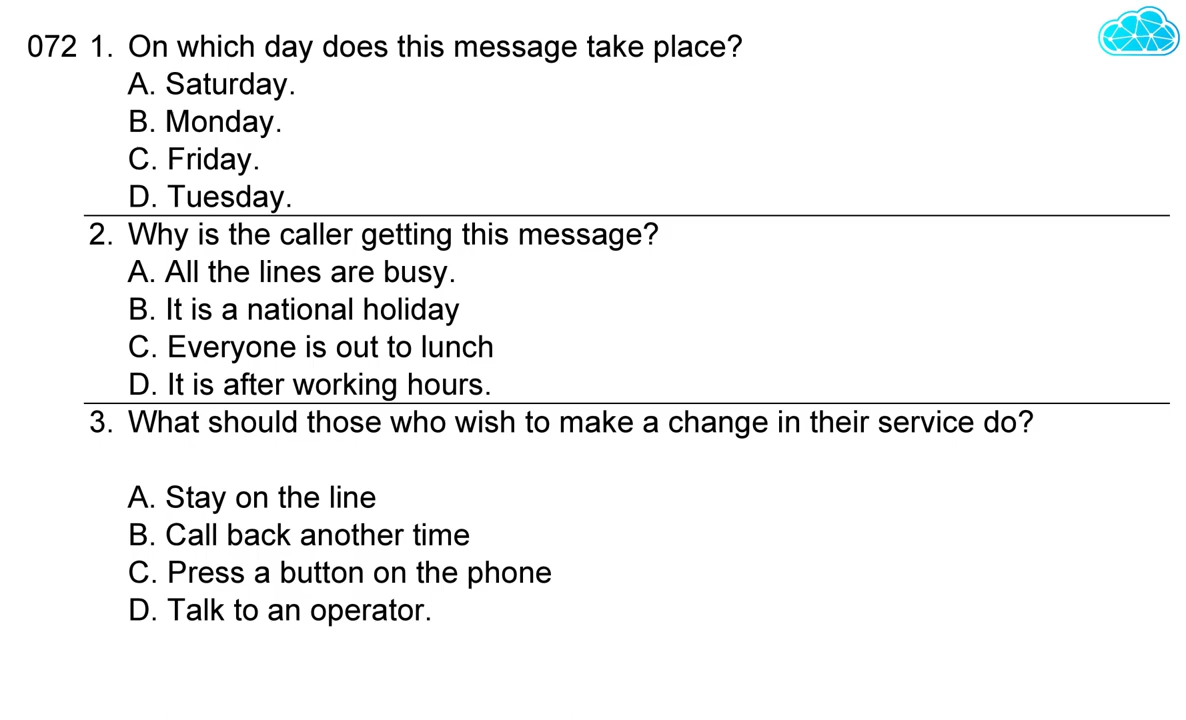 072 1. On which day does this message take place?
A. Saturday.
B. Monday.
C. Friday.
D. Tuesday.
2. Why is the caller getting this message?
A. All the lines are busy.
B. It is a national holiday
C. Everyone is out to lunch
D. It is after working hours.
3. What should those who wish to make a change in their service do?
A. Stay on the line
B. Call back another time
C. Press a button on the phone
D. Talk to an operator.